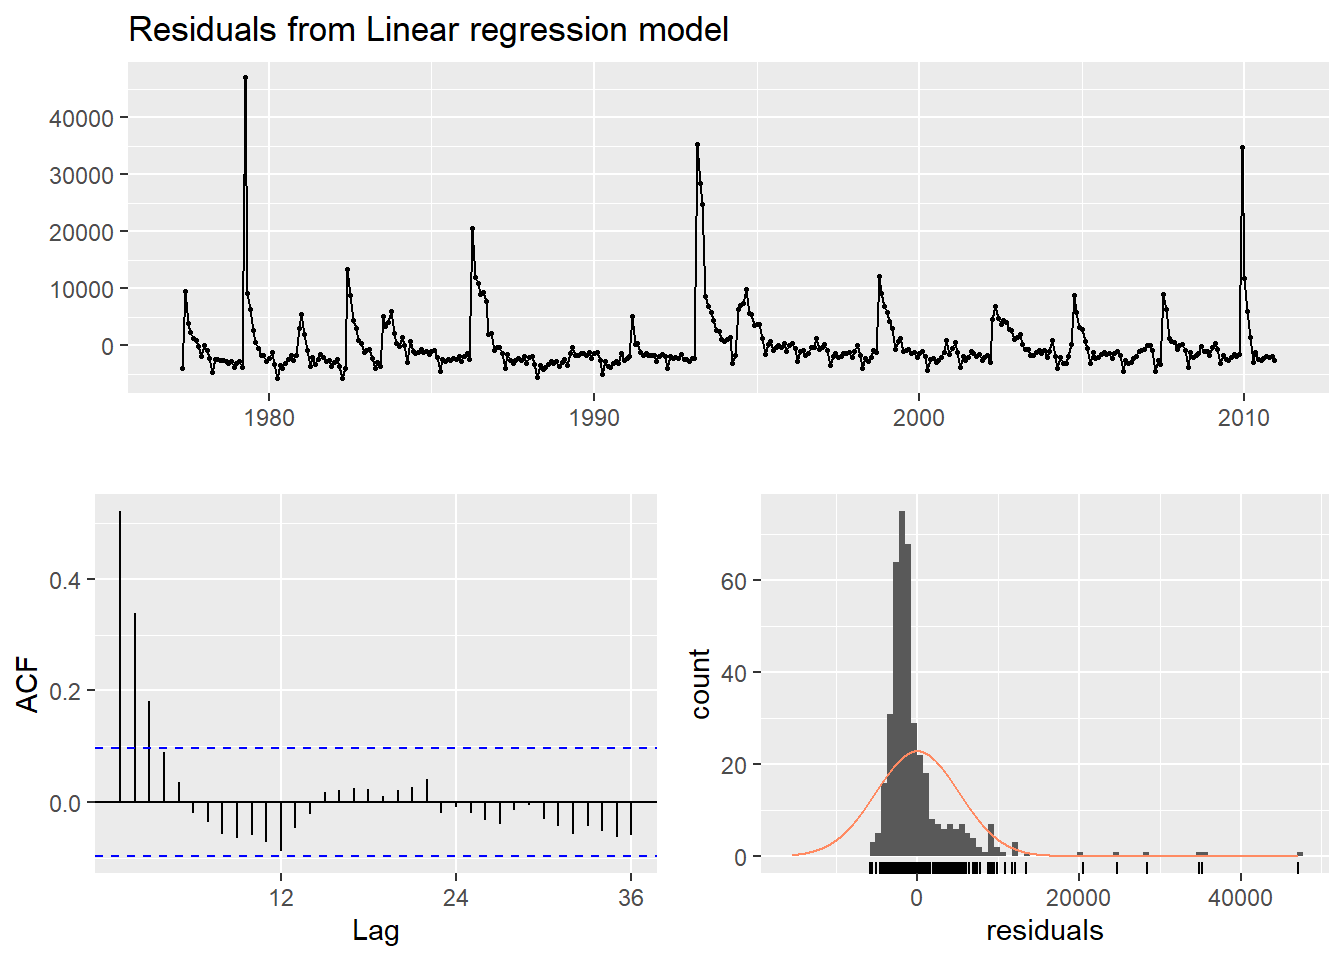 Residuals from Linear regression model
40000
30000
20000
10000
0
1980 1990 2000 2010
ACF
0.4
0.2
0.0
12 24 36
Lag
count
60
40
20
0
0 20000 40000
residuals